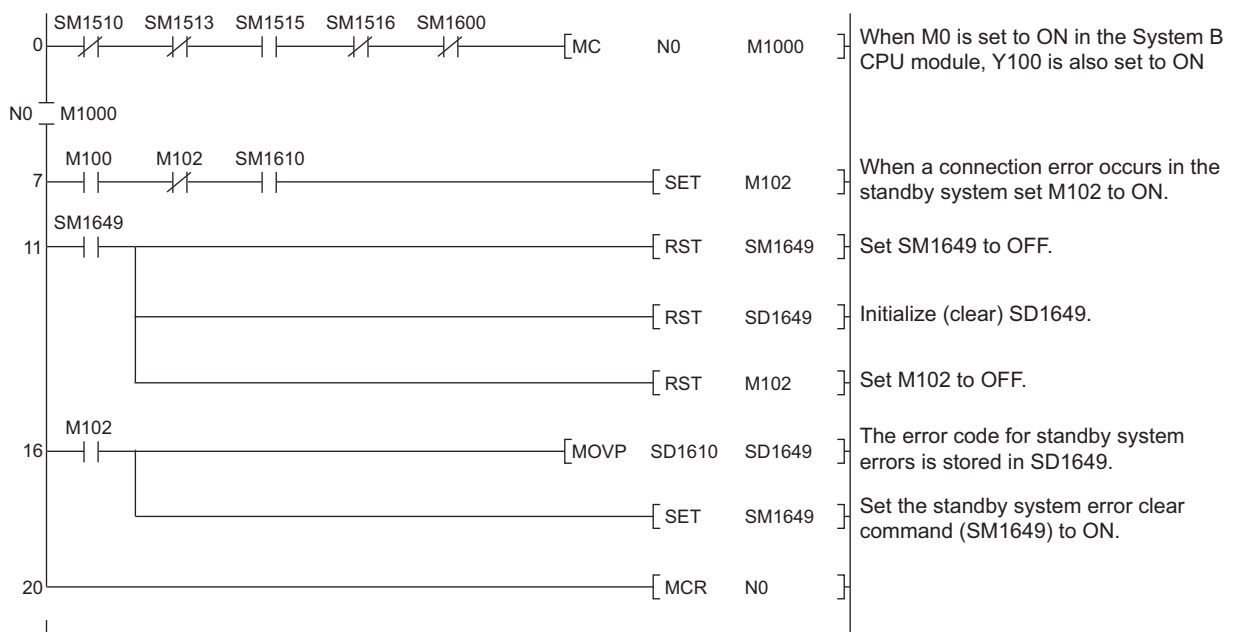 SM1510 SM1513 SM1515 SM1516 SM1600
0 MC N0 M1000 When M0 is set to ON in the System B
CPU module, Y100 is also set to ON
N0 M1000
M100 M102 SM1610
7 SET M102 When a connection error occurs in the
standby system set M102 to ON.
SM1649
11 RST SM1649 Set SM1649 to OFF.
RST SD1649 Initialize (clear) SD1649.
RST M102 Set M102 to OFF.
M102
16 MOVP SD1610 SD1649 The error code for standby system
errors is stored in SD1649.
SET SM1649 Set the standby system error clear
command (SM1649) to ON.
20 MCR N0